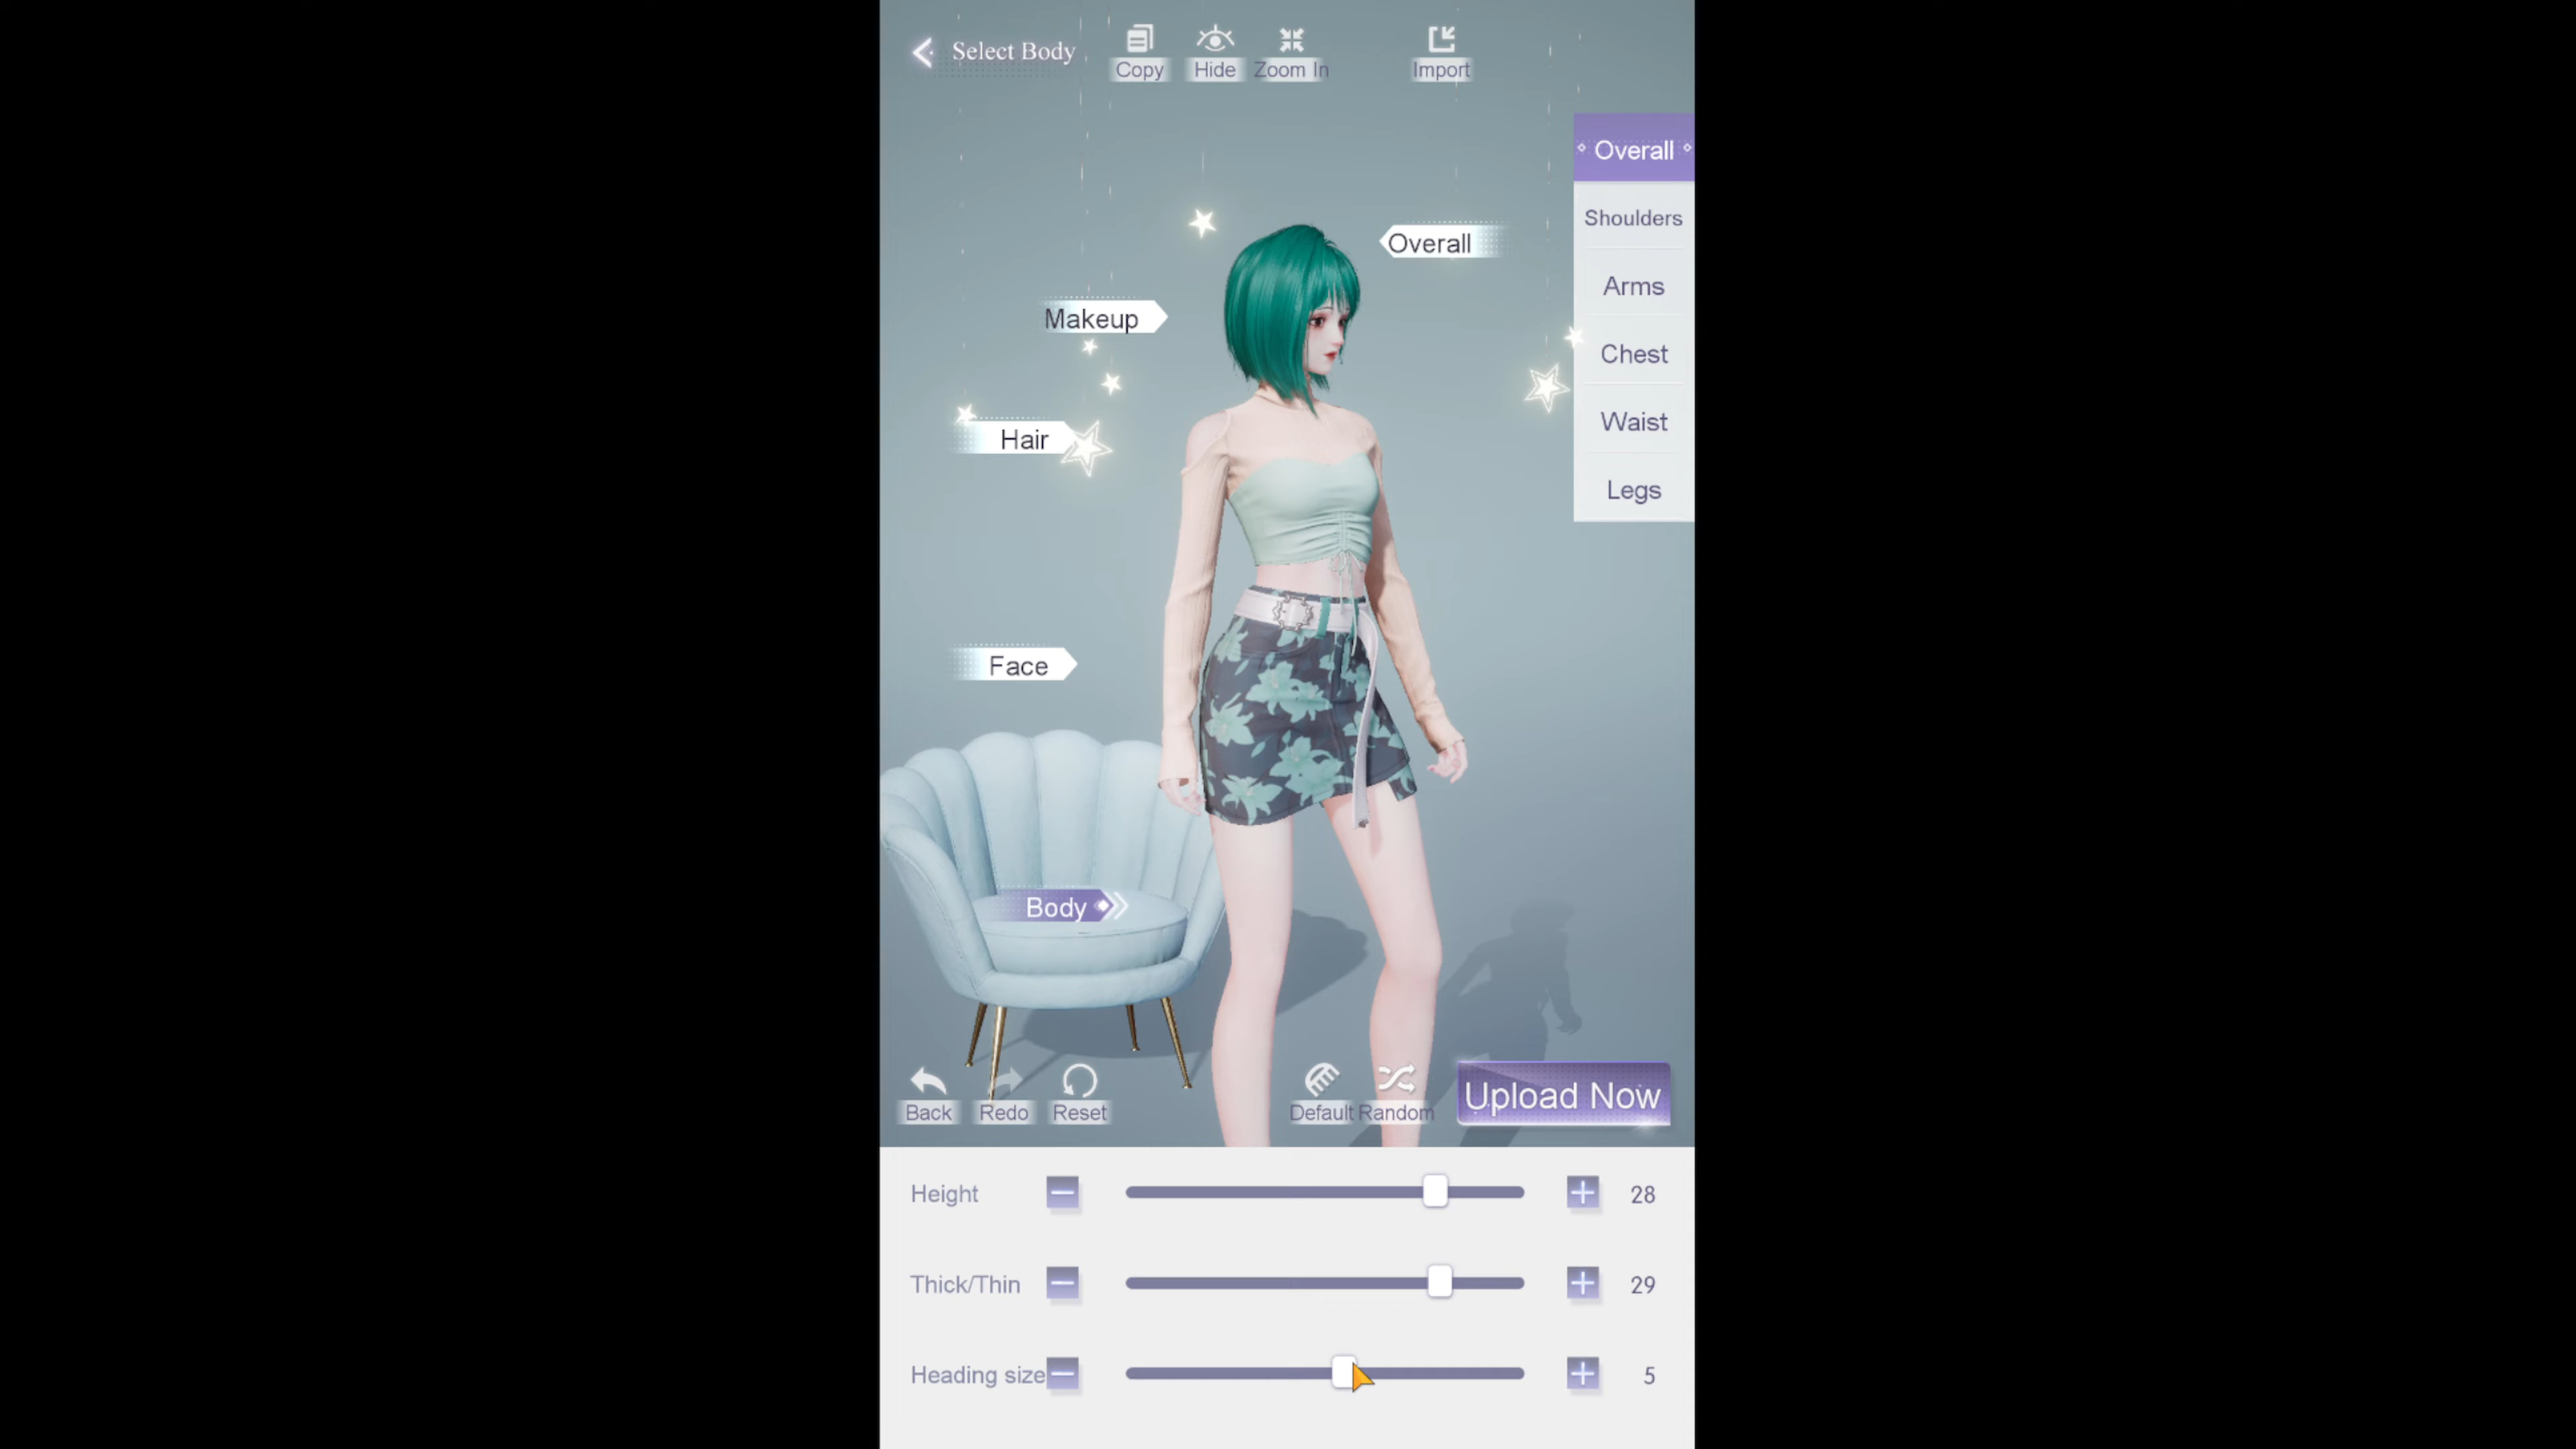 Select Body
Copy
Hide
Zoom In
Import
Overall
Shoulders
Arms
Chest
Waist
Legs
Overall
Makeup
Hair
Face
Body
Back
Redo
Reset
Default
Random
Upload Now
Height
28
Thick/Thin
29
Heading size
5